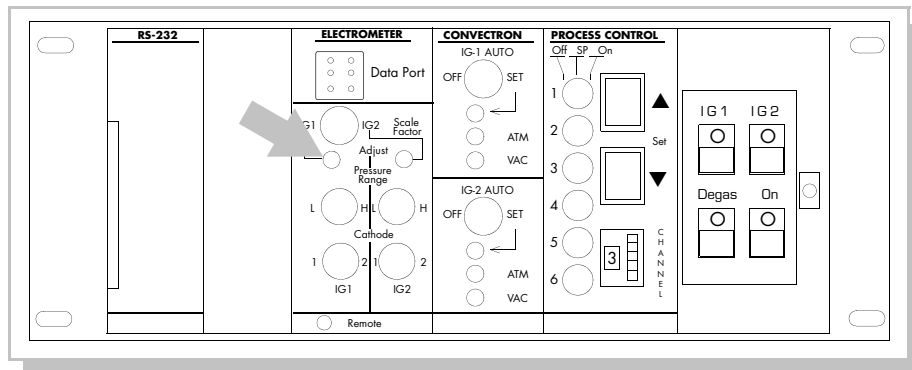 RS-232
ELECTROMETER
Data Port
IG1
IG2
Scale
Factor
Adjust
Pressure
Range
L
H
L
H
Cathode
1
2
1
2
IG1
IG2
Remote
CONVECTRON
IG-1 AUTO
OFF
SET
ATM
VAC
IG-2 AUTO
OFF
SET
ATM
VAC
PROCESS CONTROL
Off SP On
1
2
3
4
5
6
Set
3
CHANNEL
IG1 IG2
Degas On